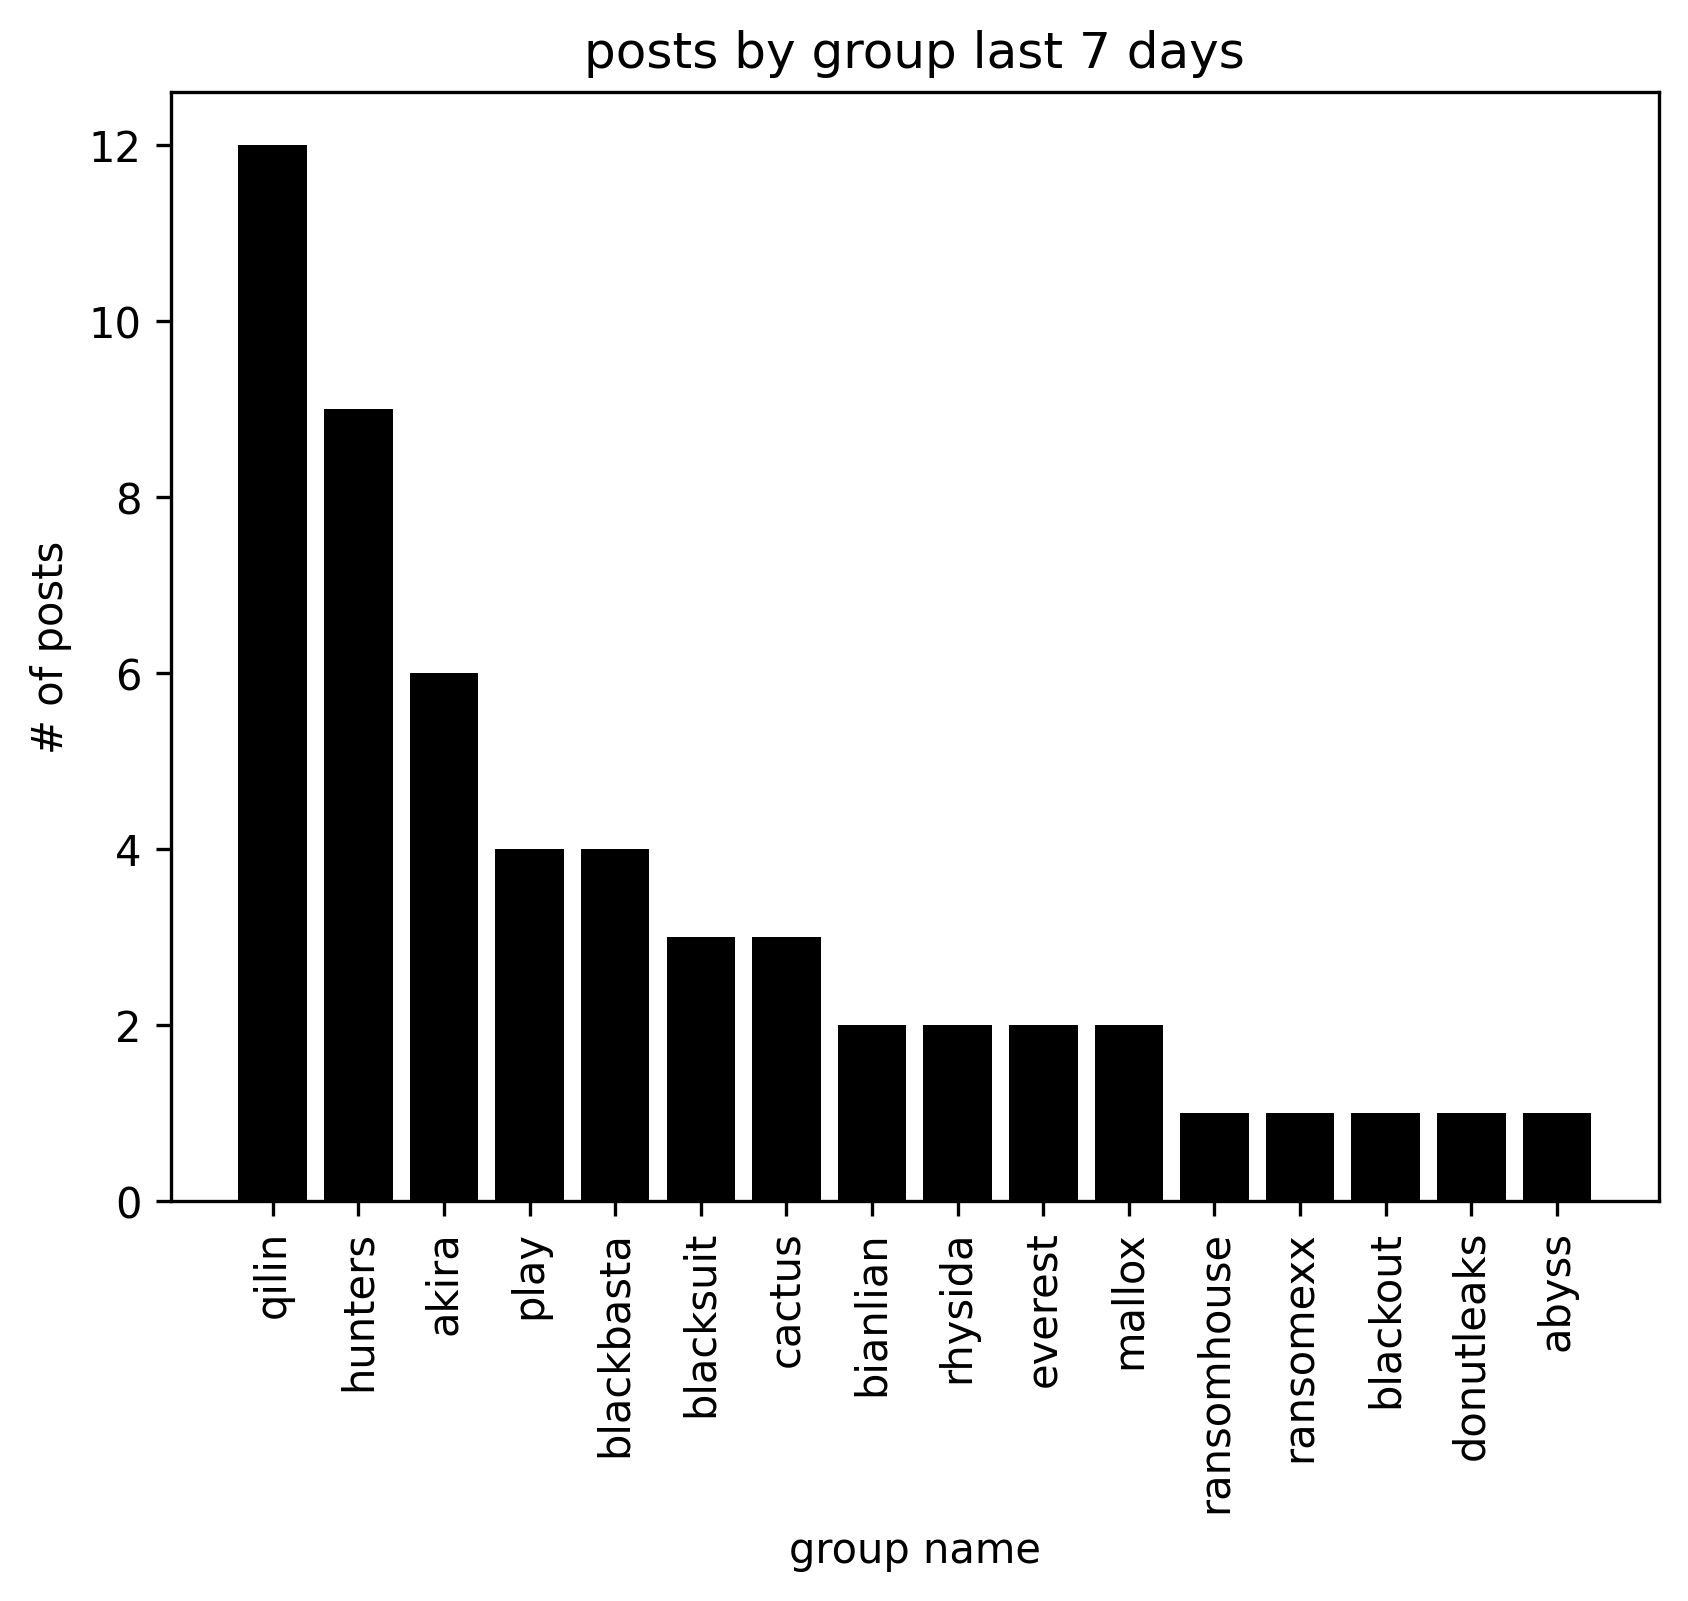 posts by group last 7 days
12
10
8
6
4
2
0
# of posts
qilin
hunters
akira
play
blackbasta
blacksuit
cactus
bianlian
rhysida
everest
mallox
ransomhouse
ransomexx
blackout
donutleaks
abyss
group name